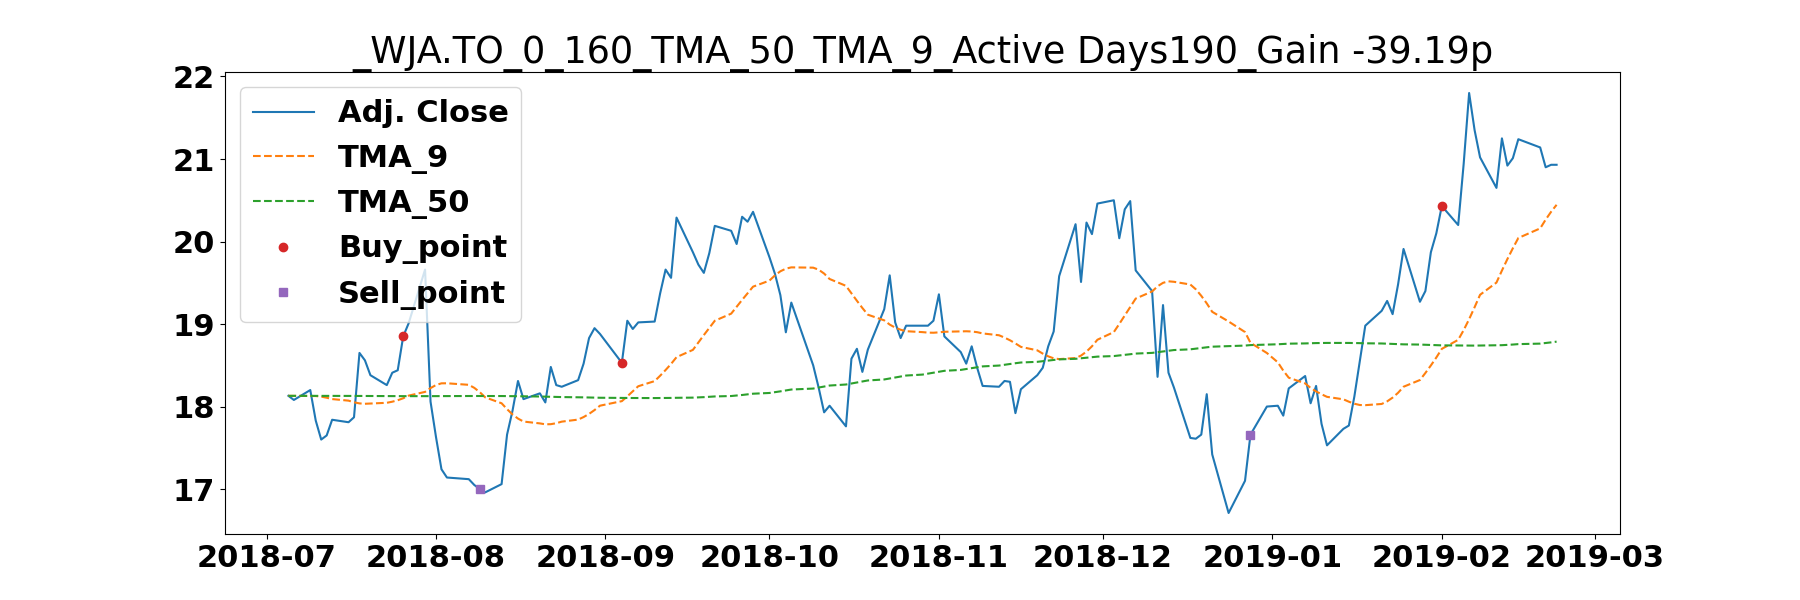 _WJA.TO_0_160_TMA_50_TMA_9_Active Days190_Gain -39.19p
22
21
20
19
18
17
Adj. Close
TMA_9
TMA_50
Buy_point
Sell_point
2018-07 2018-08 2018-09 2018-10 2018-11 2018-12 2019-01 2019-02 2019-03